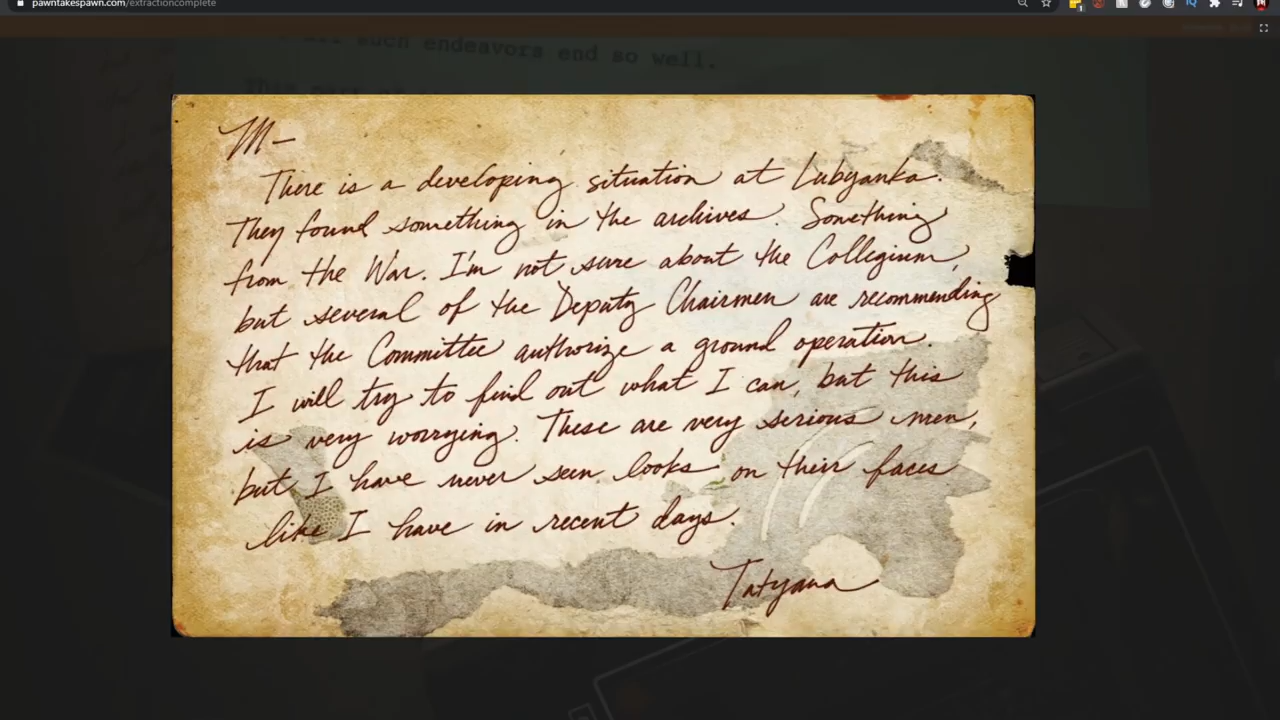 pawntakespawn.com/extractioncomplete
such endeavors end so well.
M-
There is a developing situation at Lubyanka.
They found something in the archives. Something
from the War. I'm not sure about the Collegium,
but several of the Deputy Chairmen are recommending
that the Committee authorize a ground operation.
I will try to find out what I can, but this
is very worrying. These are very serious men,
but I have never seen looks on their faces
like I have in recent days.
Tatyana